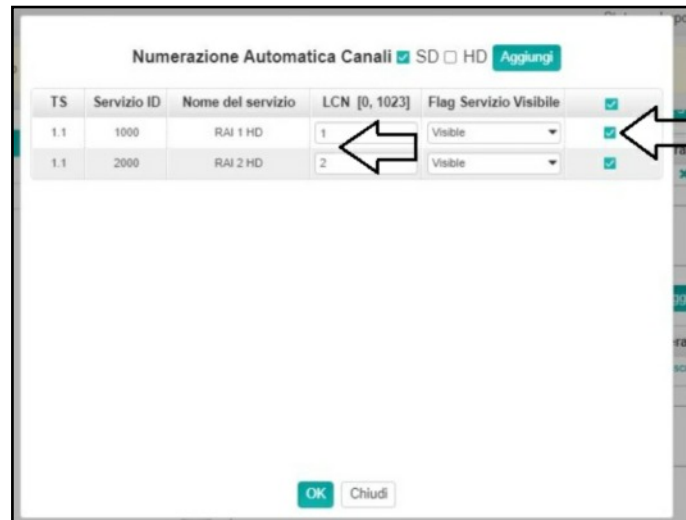 Numerazione Automatica Canali SD HD Aggiungi
TS Servizio ID Nome del servizio LCN [0, 1023] Flag Servizio Visibile
1.1 1000 RAI 1 HD 1 Visible
1.1 2000 RAI 2 HD 2 Visible
OK Chiudi